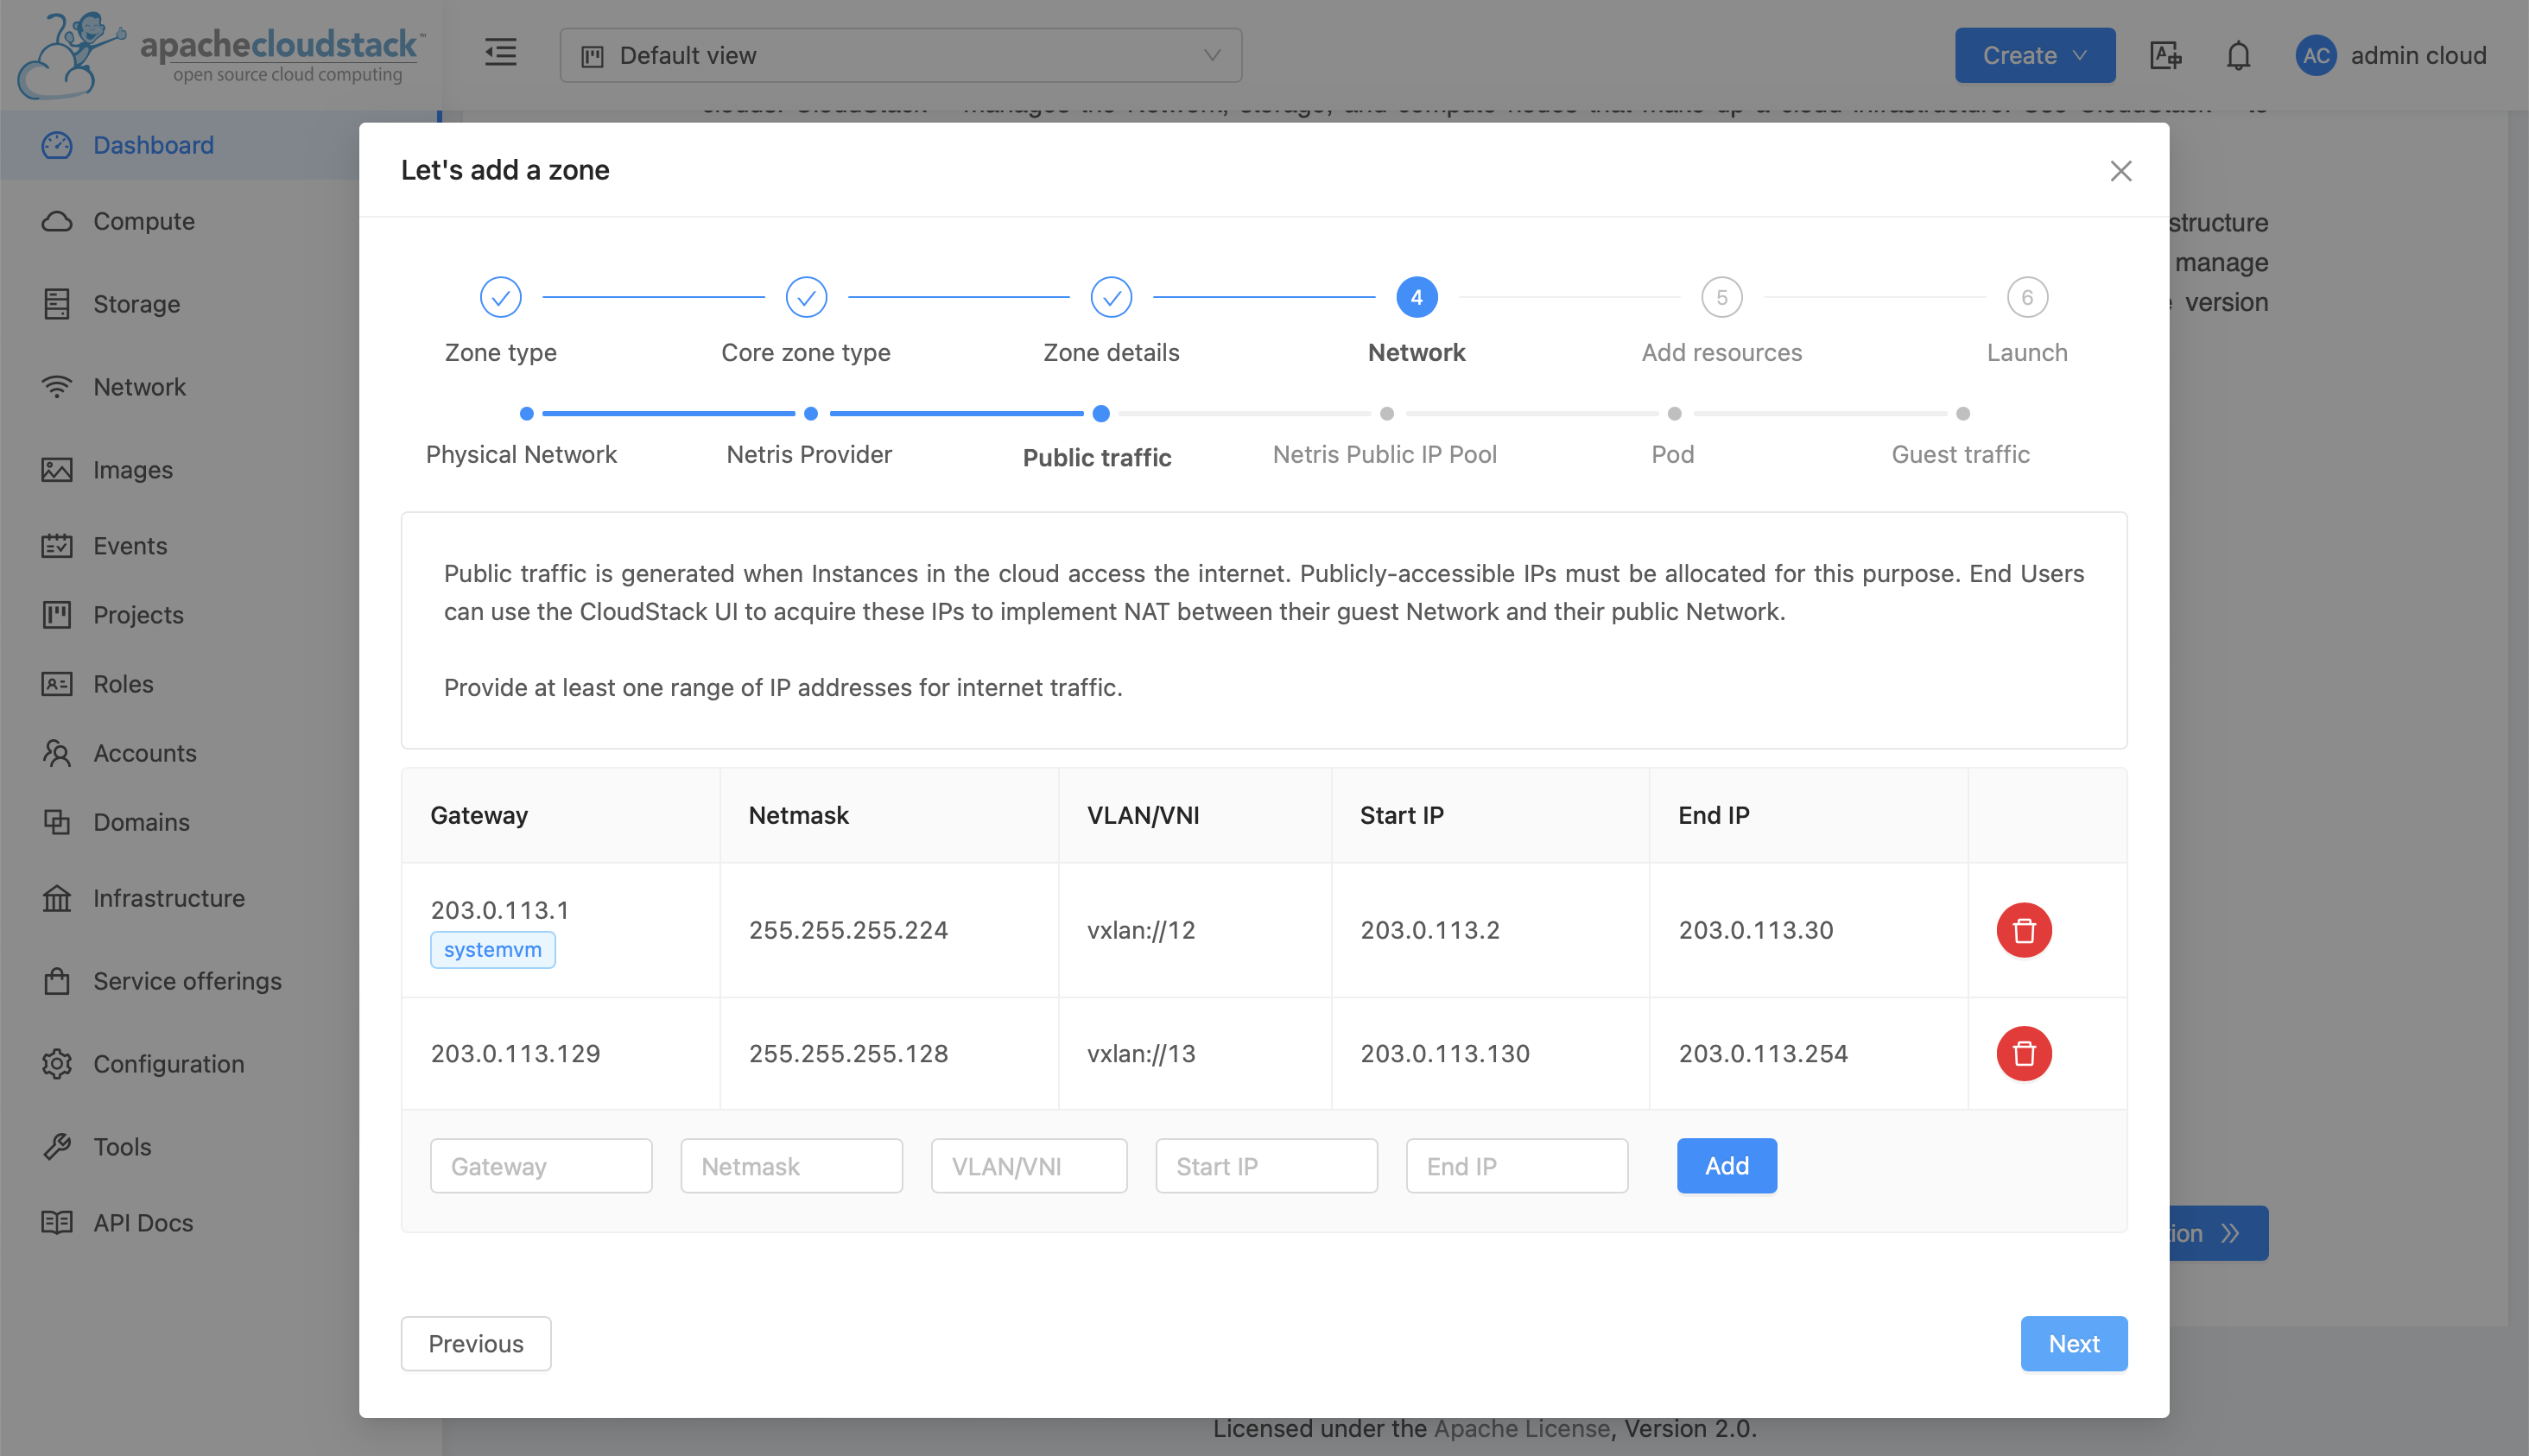 apachecloudstack™
open source cloud computing
Default view
Create
AC
admin cloud
Dashboard
Compute
Storage
Network
Images
Events
Projects
Roles
Accounts
Domains
Infrastructure
Service offerings
Configuration
Tools
API Docs
structure
manage
version
Let's add a zone
4
5
6
Zone type
Core zone type
Zone details
Network
Add resources
Launch
Physical Network
Netris Provider
Public traffic
Netris Public IP Pool
Pod
Guest traffic
Public traffic is generated when Instances in the cloud access the internet. Publicly-accessible IPs must be allocated for this purpose. End Users
can use the CloudStack UI to acquire these IPs to implement NAT between their guest Network and their public Network.
Provide at least one range of IP addresses for internet traffic.
Gateway Netmask VLAN/VNI Start IP End IP
203.0.113.1 255.255.255.224 vxlan://12 203.0.113.2 203.0.113.30
systemvm
203.0.113.129 255.255.255.128 vxlan://13 203.0.113.130 203.0.113.254
Gateway Netmask VLAN/VNI Start IP End IP Add
ion
Previous
Next
Licensed under the Apache License, Version 2.0.